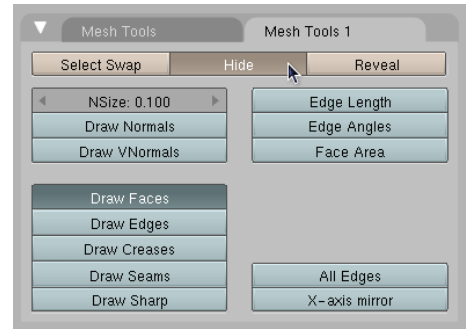 Mesh Tools Mesh Tools 1
Select Swap Hide Reveal
NSize: 0.100 Edge Length
Draw Normals Edge Angles
Draw VNormals Face Area
Draw Faces
Draw Edges
Draw Creases
Draw Seams All Edges
Draw Sharp X-axis mirror